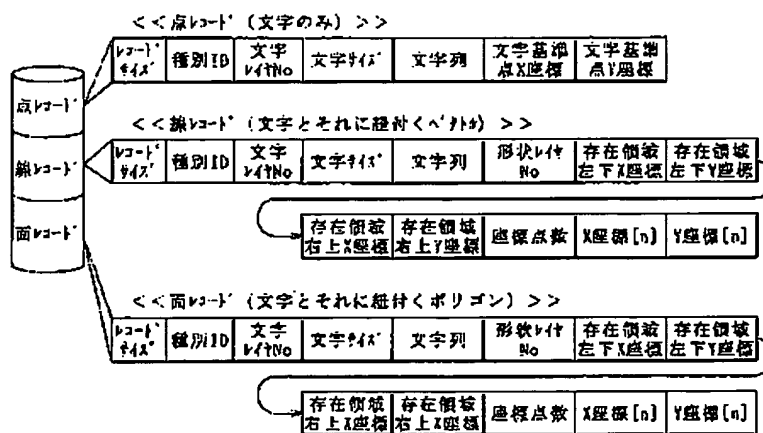 <<点ﾚｺｰﾄﾞ(文字のみ)>>
ﾚｺｰﾄﾞｻｲｽﾞ 種別ID 文字ﾚｲﾔNo 文字ｻｲｽﾞ 文字列 文字基準点X座標 文字基準点Y座標
点ﾚｺｰﾄﾞ
<<線ﾚｺｰﾄﾞ(文字とそれに紐付くﾍﾞｸﾄﾙ)>>
線ﾚｺｰﾄﾞ
ﾚｺｰﾄﾞｻｲｽﾞ 種別ID 文字ﾚｲﾔNo 文字ｻｲｽﾞ 文字列 形状ﾚｲﾔNo 存在領域左下X座標 存在領域左下Y座標
面ﾚｺｰﾄﾞ
存在領域右上X座標 存在領域右上Y座標 座標点数 X座標[n] Y座標[n]
<<面ﾚｺｰﾄﾞ(文字とそれに紐付くポリゴン)>>
ﾚｺｰﾄﾞｻｲｽﾞ 種別ID 文字ﾚｲﾔNo 文字ｻｲｽﾞ 文字列 形状ﾚｲﾔNo 存在領域左下X座標 存在領域左下Y座標
存在領域右上X座標 存在領域右上Y座標 座標点数 X座標[n] Y座標[n]